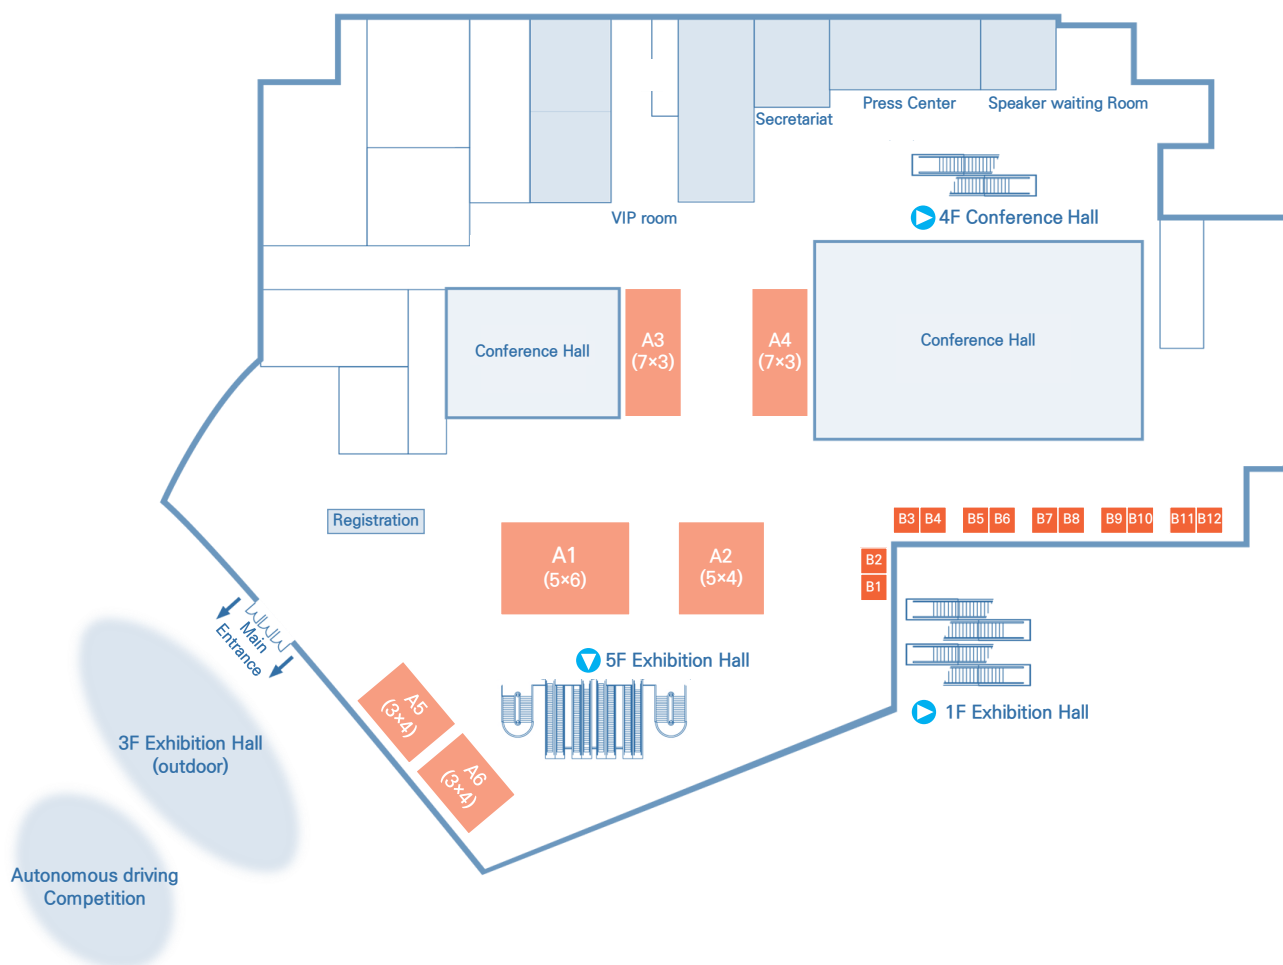 Press Center
Speaker waiting Room
Secretariat
VIP room
4F Conference Hall
Conference Hall
A3
(7×3)
A4
(7×3)
Conference Hall
Registration
B3
B4
B5
B6
B7
B8
B9
B10
B11
B12
A1
(5×6)
A2
(5×4)
B2
B1
Main
Entrance
5F Exhibition Hall
A5
(3×4)
1F Exhibition Hall
3F Exhibition Hall
(outdoor)
A6
(3×4)
Autonomous driving
Competition